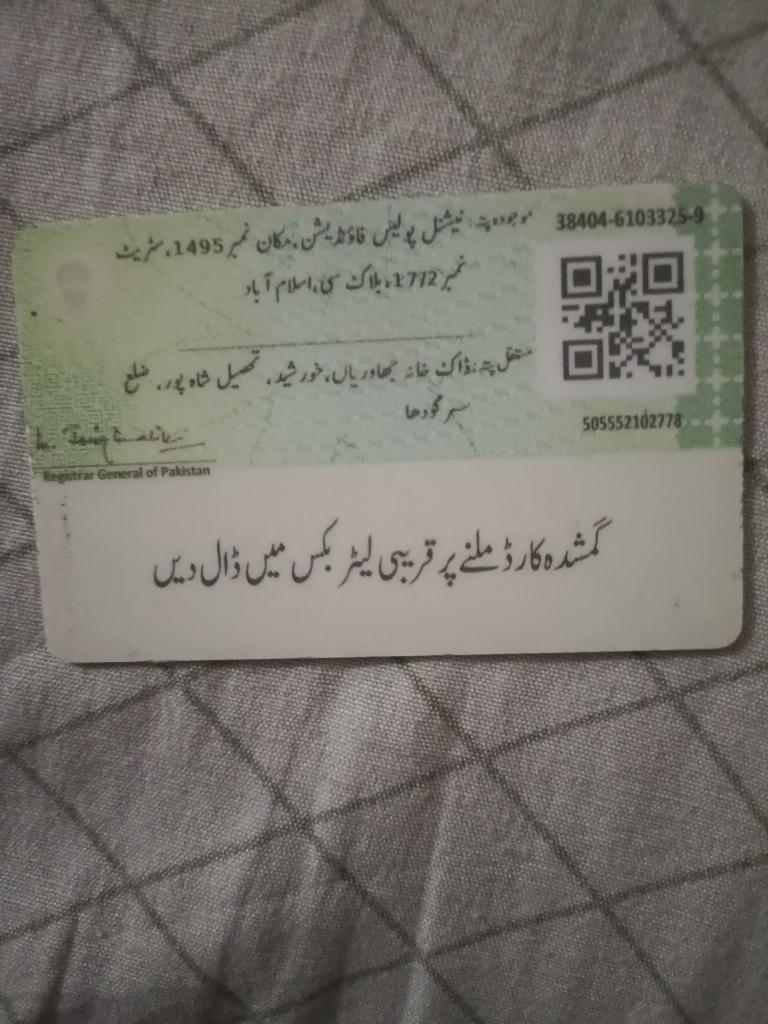 موجودہ پتہ: نیشنل پولیس فاؤنڈیشن، مکان نمبر 1495، سٹریٹ
نمبر 1772، بلاک سی، اسلام آباد
38404-6103325-9
مستقل پتہ: ڈاک خانہ جھاوریاں، خورشید، تحصیل شاہ پور، ضلع
سرگودھا
505552102778
Registrar General of Pakistan
گمشدہ کارڈ ملنے پر قریبی لیٹر بکس میں ڈال دیں